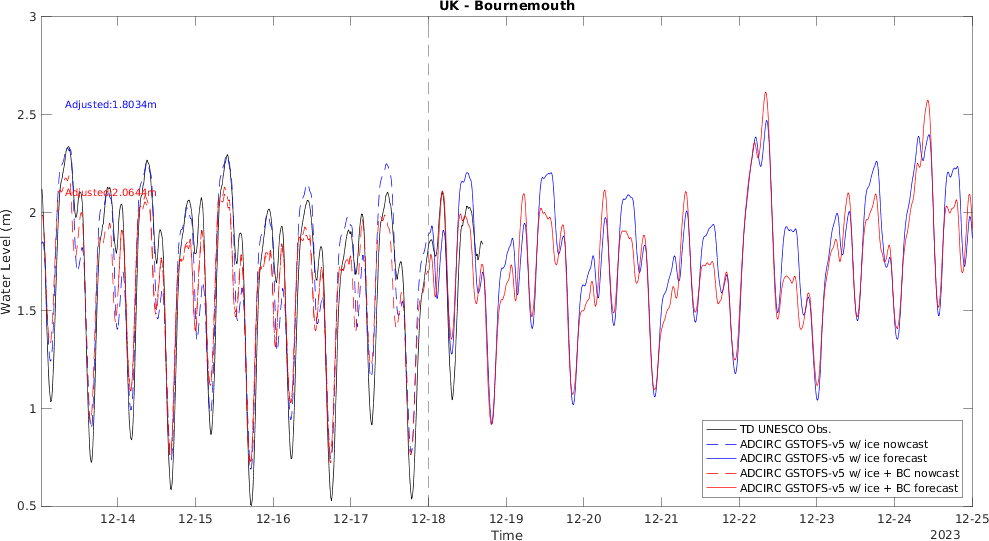 UK - Bournemouth
3
2.5
2
1.5
1
0.5
Water Level (m)
Adjusted:1.8034m
Adjusted:2.0644m
TD UNESCO Obs.
ADCIRC GSTOFS-v5 w/ ice nowcast
ADCIRC GSTOFS-v5 w/ ice forecast
ADCIRC GSTOFS-v5 w/ ice + BC nowcast
ADCIRC GSTOFS-v5 w/ ice + BC forecast
12-14 12-15 12-16 12-17 12-18 12-19 12-20 12-21 12-22 12-23 12-24 12-25
Time
2023